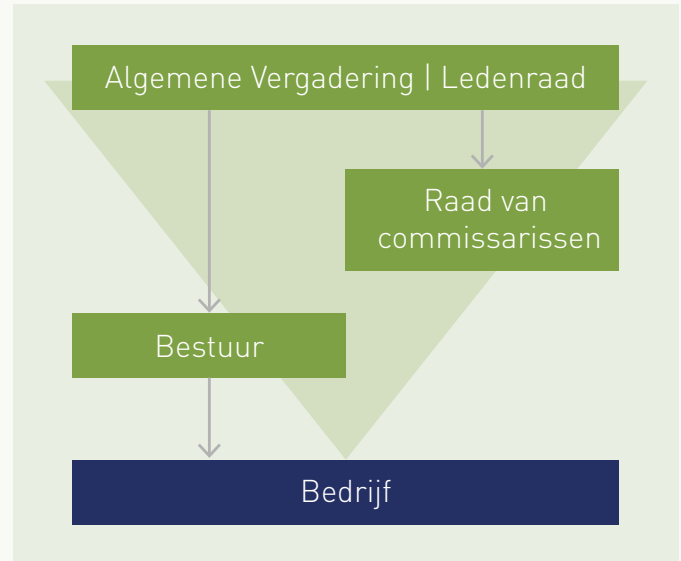 Algemene Vergadering | Ledenraad
Raad van
commissarissen
Bestuur
Bedrijf